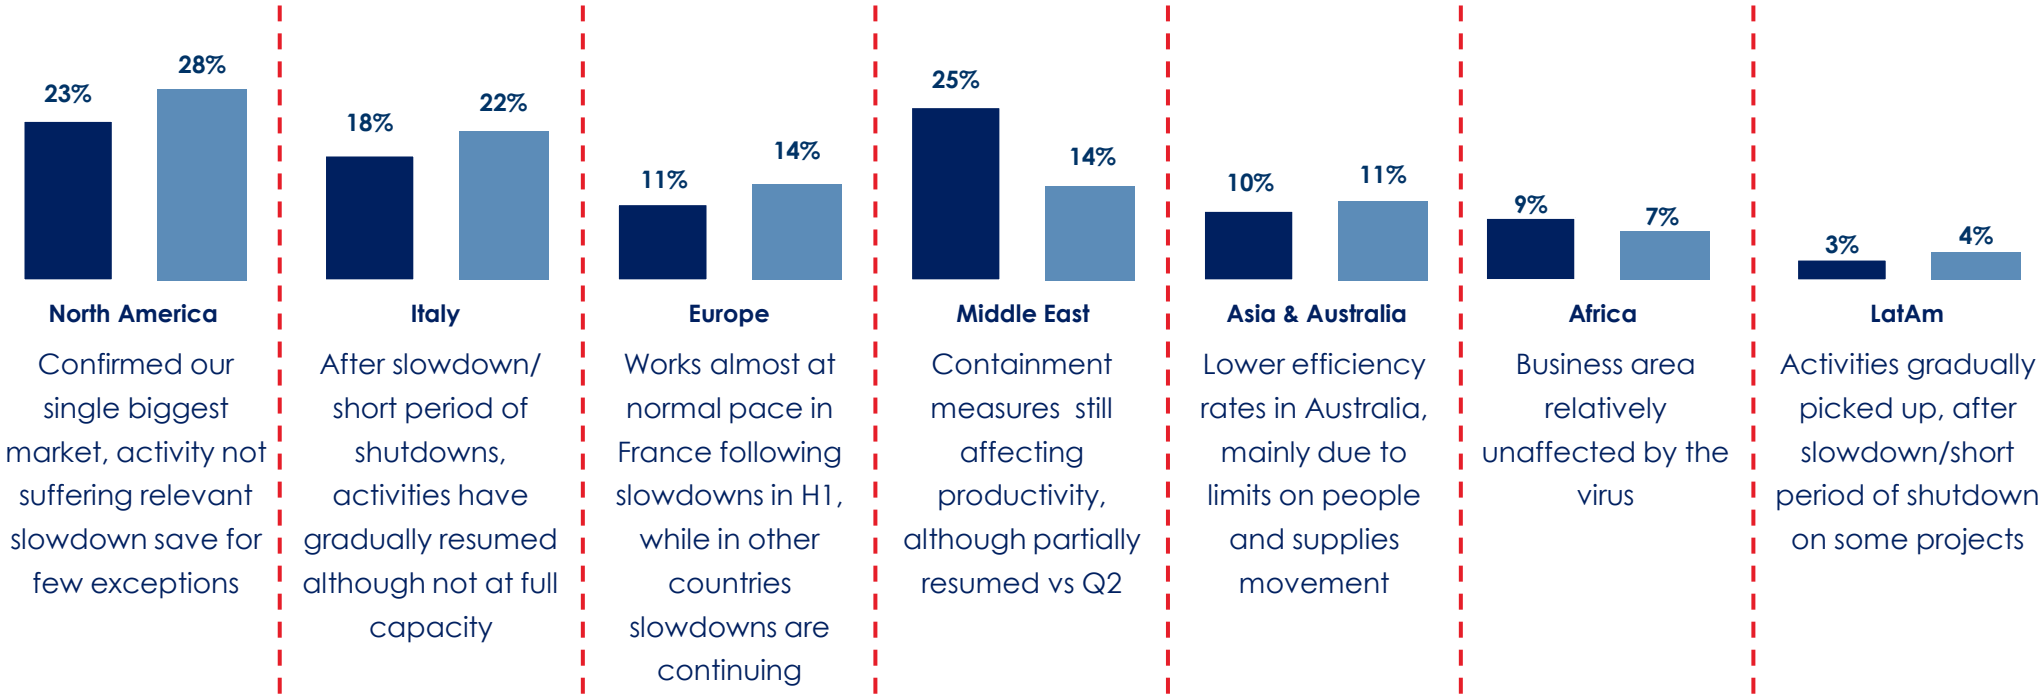 23%
28%
North America
Confirmed our
single biggest
market, activity not
suffering relevant
slowdown save for
few exceptions
18%
22%
Italy
After slowdown/
short period of
shutdowns,
activities have
gradually resumed
although not at full
capacity
11%
14%
Europe
Works almost at
normal pace in
France following
slowdowns in H1,
while in other
countries
slowdowns are
continuing
25%
14%
Middle East
Containment
measures still
affecting
productivity,
although partially
resumed vs Q2
10%
11%
Asia & Australia
Lower efficiency
rates in Australia,
mainly due to
limits on people
and supplies
movement
9%
7%
Africa
Business area
relatively
unaffected by the
virus
3%
4%
LatAm
Activities gradually
picked up, after
slowdown/short
period of shutdown
on some projects